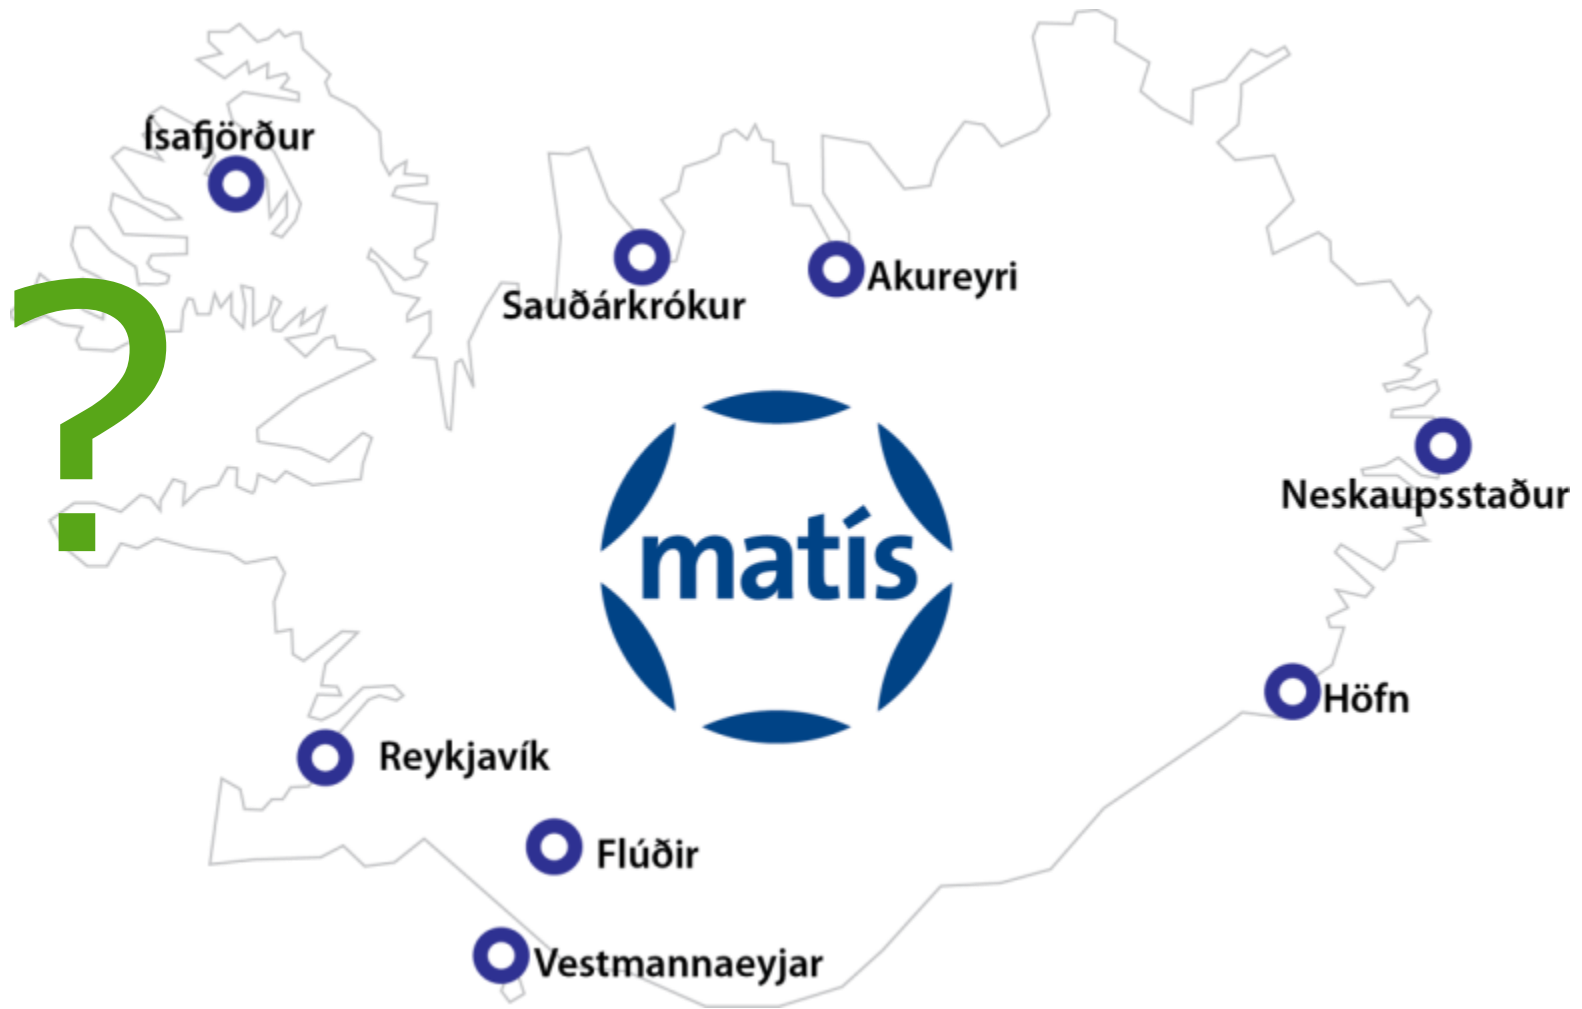 Ísafjörður
Sauðárkrókur
Akureyri
?
Neskaupsstaður
matís
Höfn
Reykjavík
Flúðir
Vestmannaeyjar